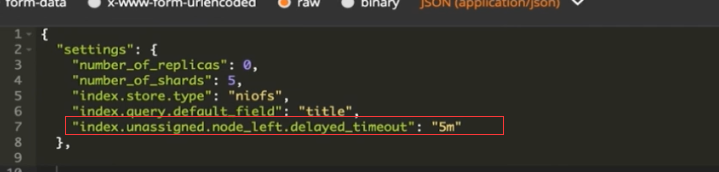 form-data x-www-form-urlencoded raw binary JSON (application/json)
1 {
2 "settings": {
3 "number_of_replicas": 0,
4 "number_of_shards": 5,
5 "index.store.type": "niofs",
6 "index.query.default_field": "title",
7 "index.unassigned.node_left.delayed_timeout": "5m"
8 },
9
10